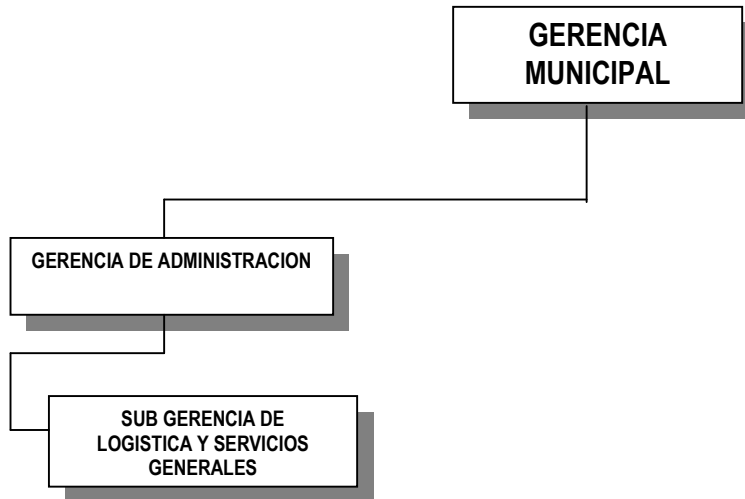 GERENCIA
MUNICIPAL
GERENCIA DE ADMINISTRACION
SUB GERENCIA DE
LOGISTICA Y SERVICIOS
GENERALES